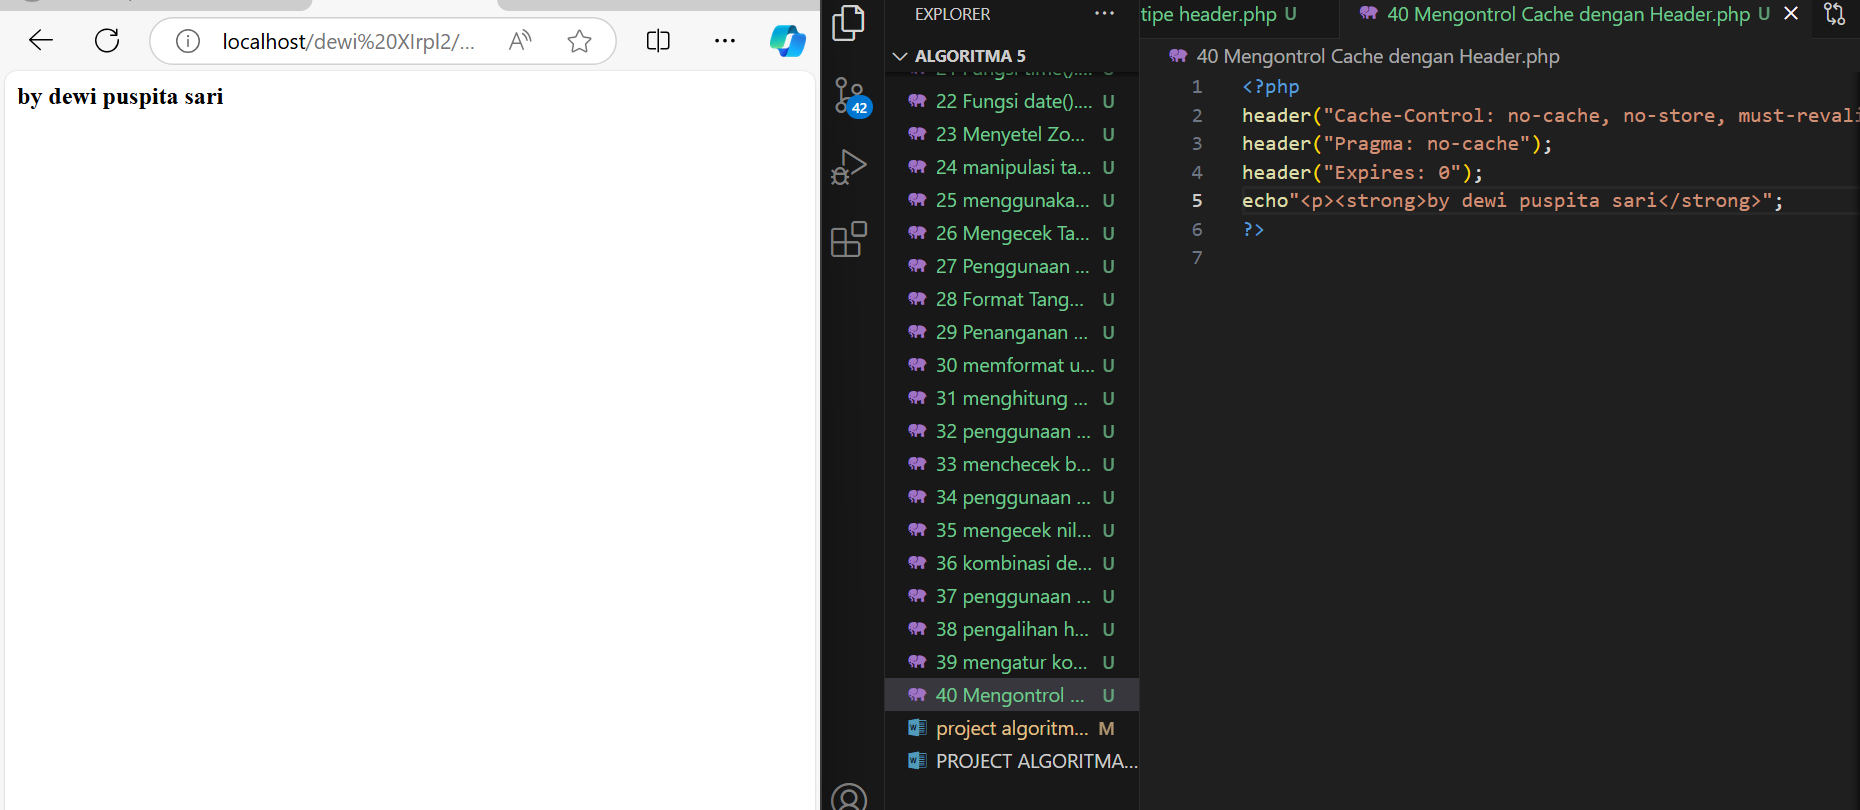 localhost/dewi%20XIrpl2/...
by dewi puspita sari
42
EXPLORER
ALGORITMA 5
21 Fungsi time()....
22 Fungsi date().... U
23 Menyetel Zo... U
24 manipulasi ta... U
25 menggunaka... U
26 Mengecek Ta... U
27 Penggunaan ... U
28 Format Tang... U
29 Penanganan ... U
30 memformat u... U
31 menghitung ... U
32 penggunaan ... U
33 menchecek b... U
34 penggunaan ... U
35 mengecek nil... U
36 kombinasi de... U
37 penggunaan ... U
38 pengalihan h... U
39 mengatur ko... U
40 Mengontrol ... U
project algoritm... M
PROJECT ALGORITMA...
tipe header.php U
40 Mengontrol Cache dengan Header.php U
40 Mengontrol Cache dengan Header.php
1 <?php
2 header("Cache-Control: no-cache, no-store, must-revali
3 header("Pragma: no-cache");
4 header("Expires: 0");
5 echo"<p><strong>by dewi puspita sari</strong>";
6 ?>
7